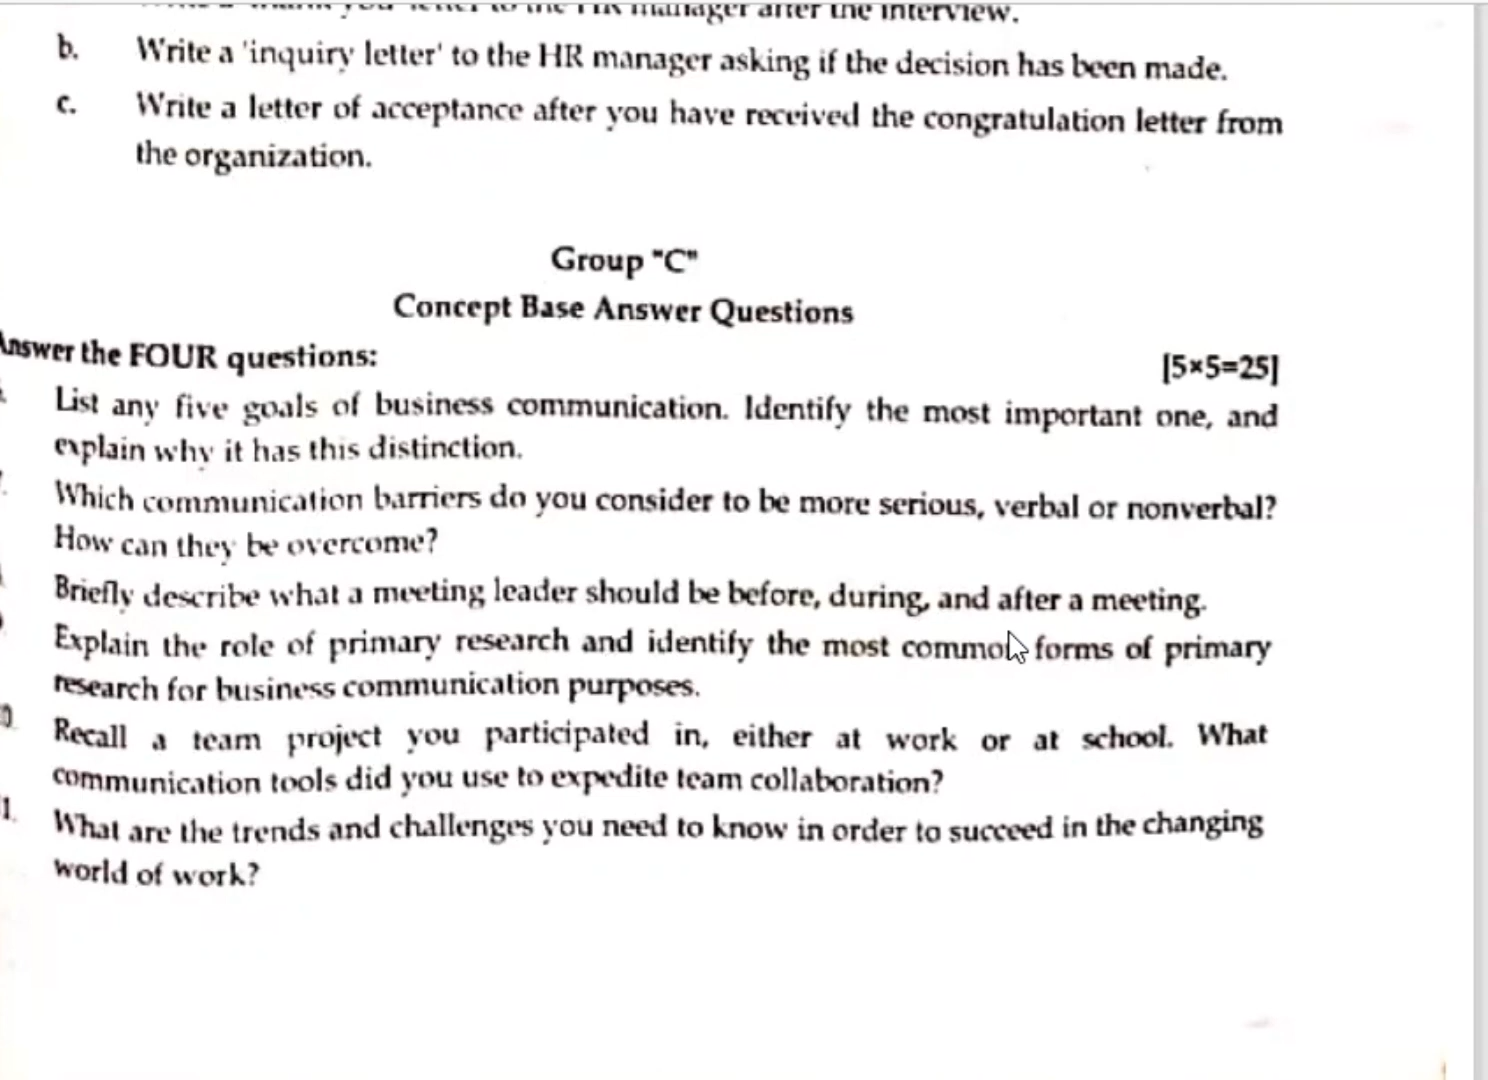 manager after the interview.
b. Write a 'inquiry letter' to the HR manager asking if the decision has been made.
c. Write a letter of acceptance after you have received the congratulation letter from
the organization.
Group "C"
Concept Base Answer Questions
Answer the FOUR questions: [5×5=25]
List any five goals of business communication. Identify the most important one, and
explain why it has this distinction.
Which communication barriers do you consider to be more serious, verbal or nonverbal?
How can they be overcome?
Briefly describe what a meeting leader should be before, during, and after a meeting.
Explain the role of primary research and identify the most common forms of primary
research for business communication purposes.
0. Recall a team project you participated in, either at work or at school. What
communication tools did you use to expedite team collaboration?
1. What are the trends and challenges you need to know in order to succeed in the changing
world of work?